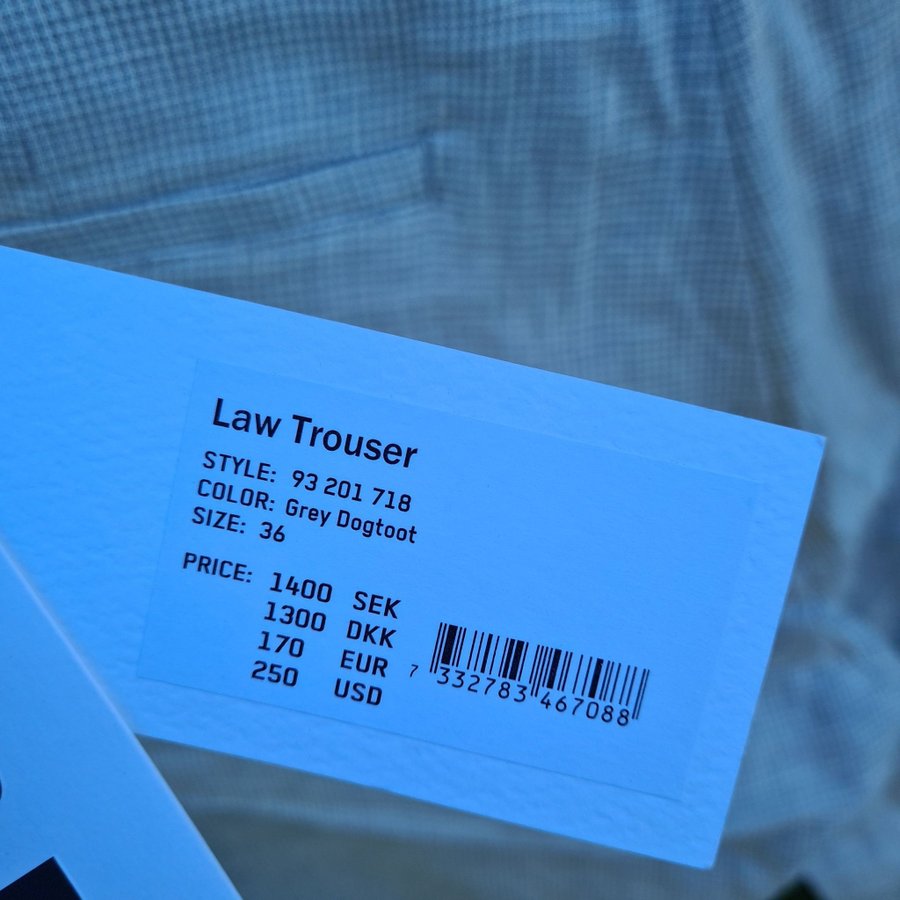 Law Trouser
STYLE: 93 201 718
COLOR: Grey Dogtoot
SIZE: 36
PRICE: 1400 SEK
1300 DKK
170 EUR
250 USD
7 332783 467088